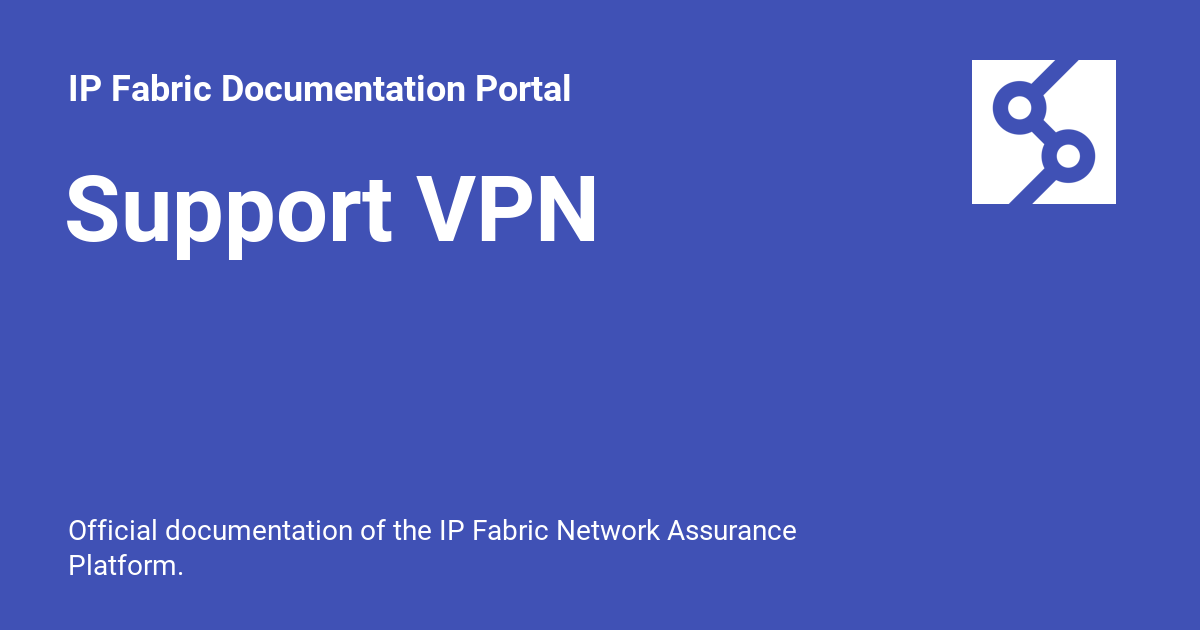 IP Fabric Documentation Portal
Support VPN
Official documentation of the IP Fabric Network Assurance
Platform.